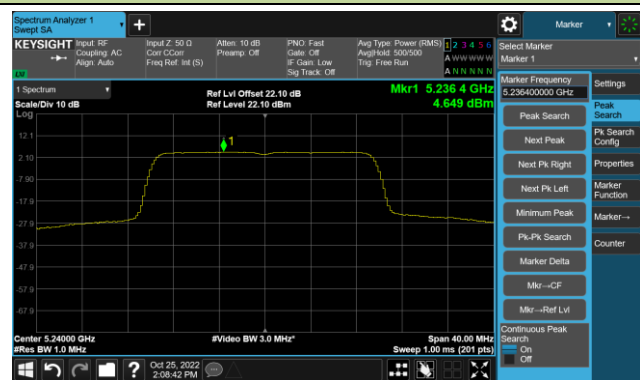 Spectrum Analyzer 1
Swept SA
+
Marker
KEYSIGHT
Input: RF
Coupling: AC
Align: Auto
Input Z: 50 Ω
Corr CCorr
Freq Ref: Int (S)
Atten: 10 dB
Preamp: Off
PNO: Fast
Gate: Off
IF Gain: Low
Sig Track: Off
Avg Type: Power (RMS)
Avg|Hold: 500/500
Trig: Free Run
1 2 3 4 5 6
A W W W W W
A N N N N N
LXI
Select Marker
Marker 1
1 Spectrum
Scale/Div 10 dB
Log
Ref Lvl Offset 22.10 dB
Ref Level 22.10 dBm
Mkr1 5.236 4 GHz
4.649 dBm
12.1
2.10
-7.90
-17.9
-27.9
-37.9
-47.9
-57.9
-67.9
1
Center 5.24000 GHz
#Res BW 1.0 MHz
#Video BW 3.0 MHz*
Span 40.00 MHz
Sweep 1.00 ms (201 pts)
Marker Frequency
5.236400000 GHz
Peak Search
Next Peak
Next Pk Right
Next Pk Left
Minimum Peak
Pk-Pk Search
Marker Delta
Mkr→CF
Mkr→Ref Lvl
Continuous Peak
Search
On
Off
Settings
Peak
Search
Pk Search
Config
Properties
Marker
Function
Marker→
Counter
?
Oct 25, 2022
2:08:42 PM